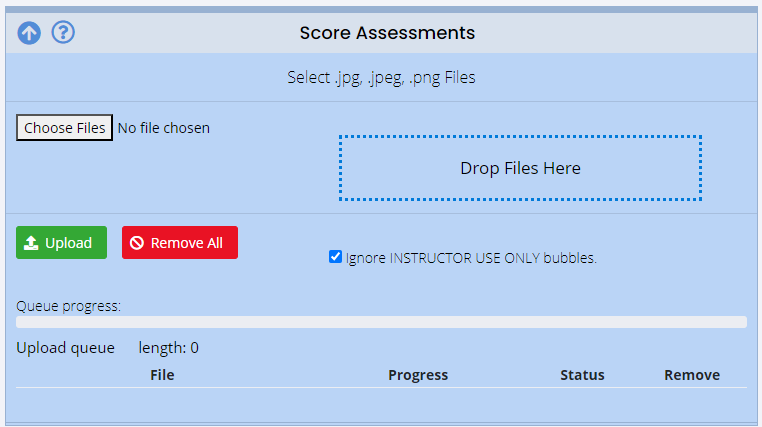 ? Score Assessments
Select .jpg, .jpeg, .png Files
Choose Files No file chosen
Drop Files Here
Upload Remove All
Ignore INSTRUCTOR USE ONLY bubbles.
Queue progress:
Upload queue length: 0
File Progress Status Remove